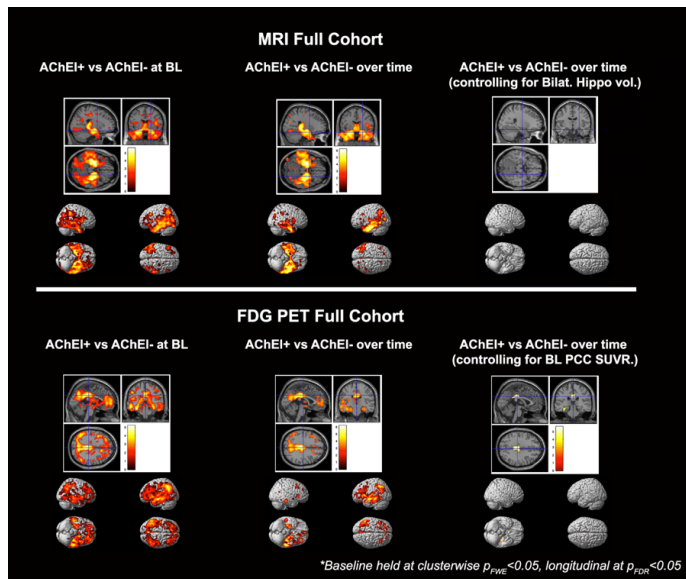 MRI Full Cohort
AChEI+ vs AChEI- at BL
AChEI+ vs AChEI- over time
AChEI+ vs AChEI- over time
(controlling for Bilat. Hippo vol.)
FDG PET Full Cohort
AChEI+ vs AChEI- at BL
AChEI+ vs AChEI- over time
AChEI+ vs AChEI- over time
(controlling for BL PCC SUVR.)
*Baseline held at clusterwise pFWE<0.05, longitudinal at pFDR<0.05